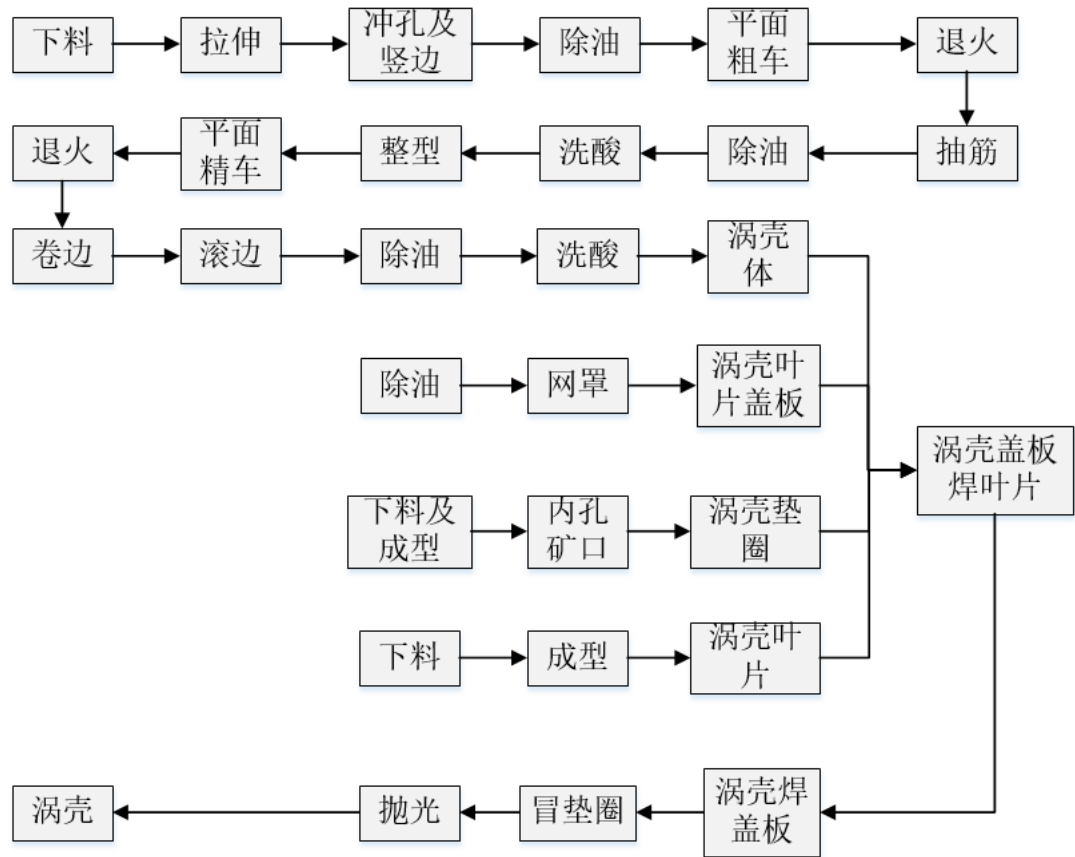 下料
拉伸
冲孔及
竖边
除油
平面
粗车
退火
退火
平面
精车
整型
洗酸
除油
抽筋
卷边
滚边
除油
洗酸
涡壳
体
除油
网罩
涡壳叶
片盖板
涡壳盖板
焊叶片
下料及
成型
内孔
矿口
涡壳垫
圈
下料
成型
涡壳叶
片
涡壳
抛光
冒垫圈
涡壳焊
盖板